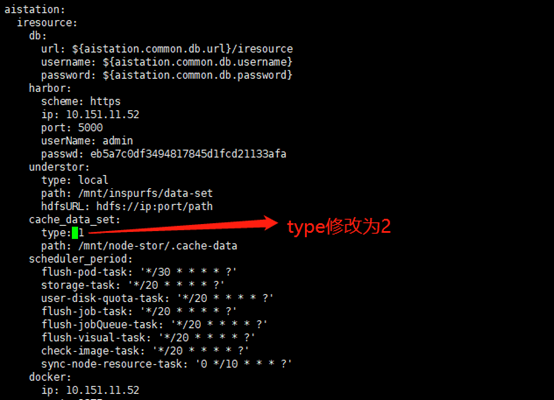 aistation:
  iresource:
    db:
      url: ${aistation.common.db.url}/iresource
      username: ${aistation.common.db.username}
      password: ${aistation.common.db.password}
    harbor:
      scheme: https
      ip: 10.151.11.52
      port: 5000
      userName: admin
      passwd: eb5a7c0df3494817845d1fcd21133afa
    understor:
      type: local
      path: /mnt/inspurfs/data-set
      hdfsURL: hdfs://ip:port/path
    cache_data_set:
      type: 1 type修改为2
      path: /mnt/node-stor/.cache-data
    scheduler_period:
      flush-pod-task: '*/30 * * * * ?'
      storage-task: '*/20 * * * * ?'
      user-disk-quota-task: '*/20 * * * * ?'
      flush-job-task: '*/20 * * * * ?'
      flush-jobQueue-task: '*/20 * * * * ?'
      flush-visual-task: '*/20 * * * * ?'
      check-image-task: '*/20 * * * * ?'
      sync-node-resource-task: '0 */10 * * * ?'
    docker:
      ip: 10.151.11.52